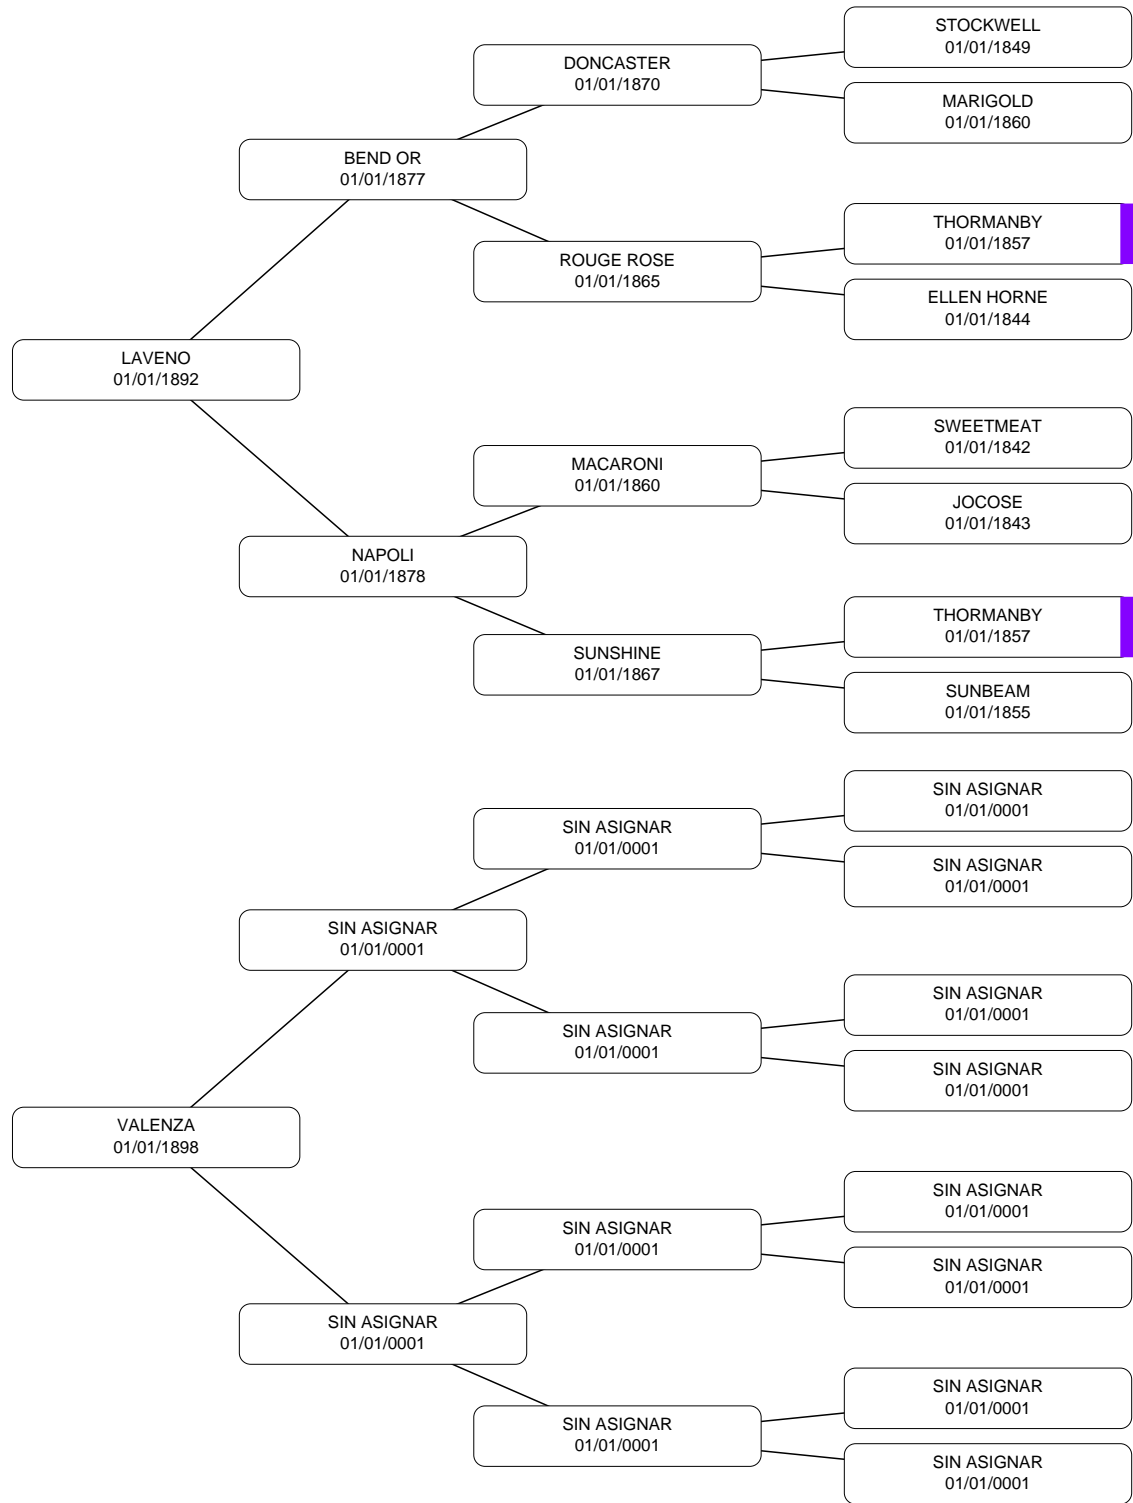 STOCKWELL
01/01/1849
DONCASTER
01/01/1870
MARIGOLD
01/01/1860
BEND OR
01/01/1877
THORMANBY
01/01/1857
ROUGE ROSE
01/01/1865
ELLEN HORNE
01/01/1844
LAVENO
01/01/1892
SWEETMEAT
01/01/1842
MACARONI
01/01/1860
JOCOSE
01/01/1843
NAPOLI
01/01/1878
THORMANBY
01/01/1857
SUNSHINE
01/01/1867
SUNBEAM
01/01/1855
SIN ASIGNAR
01/01/0001
SIN ASIGNAR
01/01/0001
SIN ASIGNAR
01/01/0001
SIN ASIGNAR
01/01/0001
SIN ASIGNAR
01/01/0001
SIN ASIGNAR
01/01/0001
SIN ASIGNAR
01/01/0001
VALENZA
01/01/1898
SIN ASIGNAR
01/01/0001
SIN ASIGNAR
01/01/0001
SIN ASIGNAR
01/01/0001
SIN ASIGNAR
01/01/0001
SIN ASIGNAR
01/01/0001
SIN ASIGNAR
01/01/0001
SIN ASIGNAR
01/01/0001